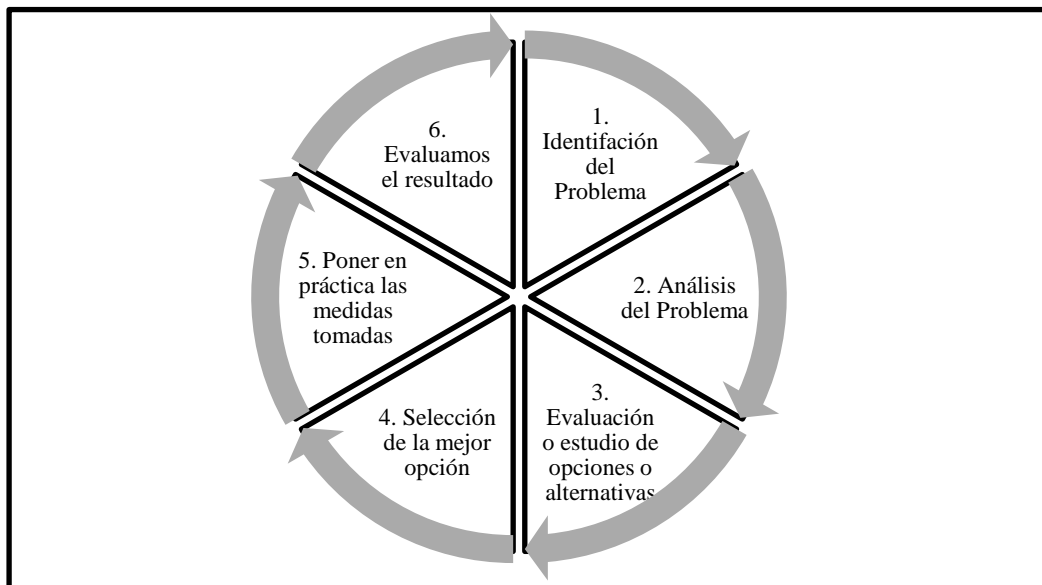 1.
Identifación
del
Problema
2. Análisis
del Problema
3.
Evaluación
o estudio de
opciones o
alternativas
4. Selección
de la mejor
opción
5. Poner en
práctica las
medidas
tomadas
6.
Evaluamos
el resultado